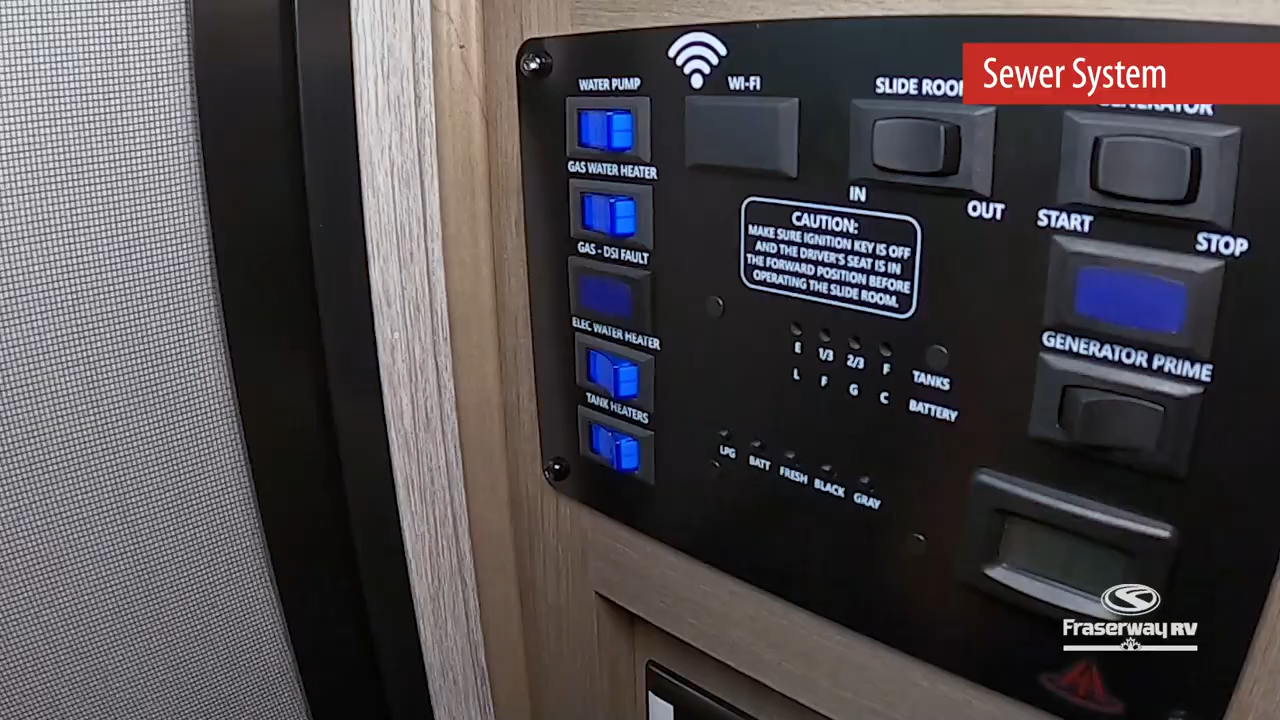 Sewer System
WATER PUMP
WI-FI
SLIDE ROO
GENERATOR
GAS WATER HEATER
IN
OUT
START
STOP
CAUTION:
MAKE SURE IGNITION KEY IS OFF
AND THE DRIVER'S SEAT IS IN
THE FORWARD POSITION BEFORE
OPERATING THE SLIDE ROOM.
GAS - DSI FAULT
ELEC WATER HEATER
GENERATOR PRIME
E 1/3 2/3 F TANKS
L F G C BATTERY
TANK HEATERS
LPG BATT FRESH BLACK GRAY
Fraserway RV